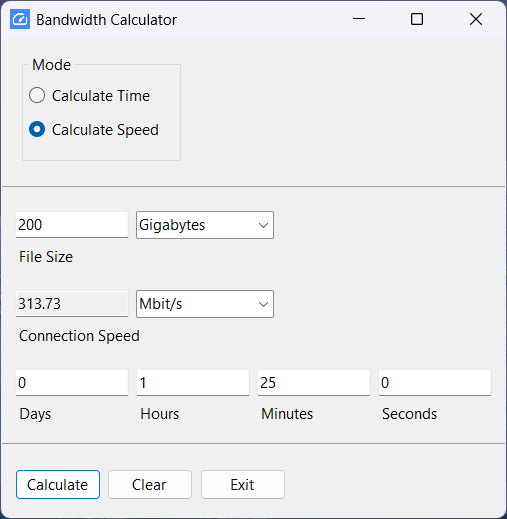 Bandwidth Calculator
Mode
Calculate Time
Calculate Speed
200 Gigabytes
File Size
313.73 Mbit/s
Connection Speed
0 1 25 0
Days Hours Minutes Seconds
Calculate Clear Exit